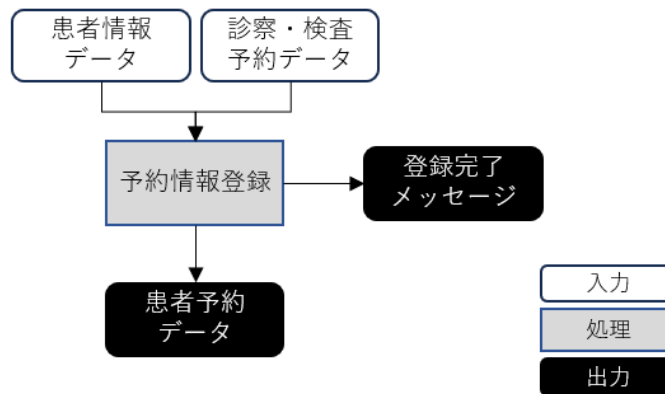 患者情報
データ
診察・検査
予約データ
予約情報登録
登録完了
メッセージ
患者予約
データ
入力
処理
出力